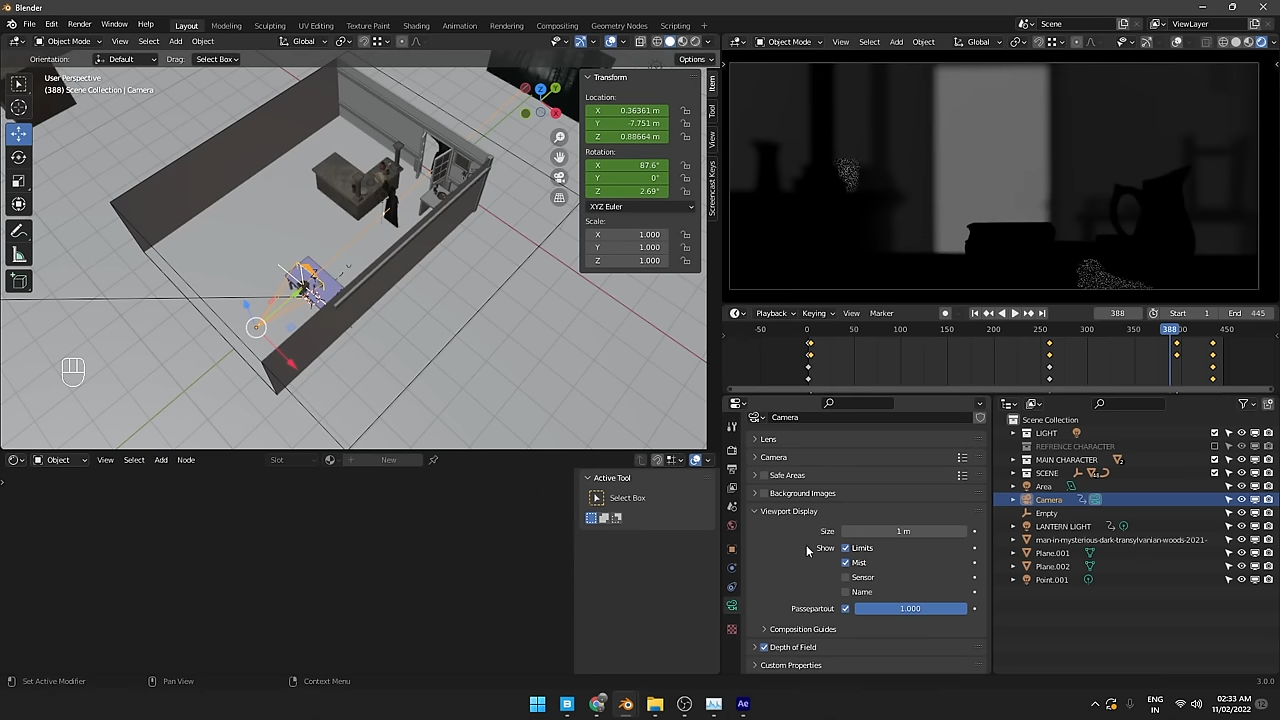 Blender
File Edit Render Window Help Layout Modeling Sculpting UV Editing Texture Paint Shading Animation Rendering Compositing Geometry Nodes Scripting + Scene ViewLayer
Object Mode View Select Add Object Global
Object Mode View Select Add Object Global
Orientation: Default Drag: Select Box Options
User Perspective
(388) Scene Collection | Camera
Transform
Location:
X 0.36361 m
Y -7.751 m
Z 0.88664 m
Rotation:
X 87.6°
Y 0°
Z 2.69°
XYZ Euler
Scale:
X 1.000
Y 1.000
Z 1.000
Item
Tool
View
Screencast Keys
Z
Y
X
Playback Keying View Marker 388 Start 1 End 445
-50 0 50 100 150 200 250 300 350 388 450
Camera
Lens
Camera
Safe Areas
Background Images
Viewport Display
Size 1 m
Show Limits
Mist
Sensor
Name
Passepartout 1.000
Composition Guides
Depth of Field
Custom Properties
Scene Collection
LIGHT
REFRENCE CHARACTER
MAIN CHARACTER 2
SCENE
Area
Camera
Empty
LANTERN LIGHT
man-in-mysterious-dark-transylvanian-woods-2021-
Plane.001
Plane.002
Point.001
Object View Select Add Node Slot New
Active Tool
Select Box
Set Active Modifier Pan View Context Menu 3.0.0
Ae
ENG
IN
02:33 AM
11/02/2022